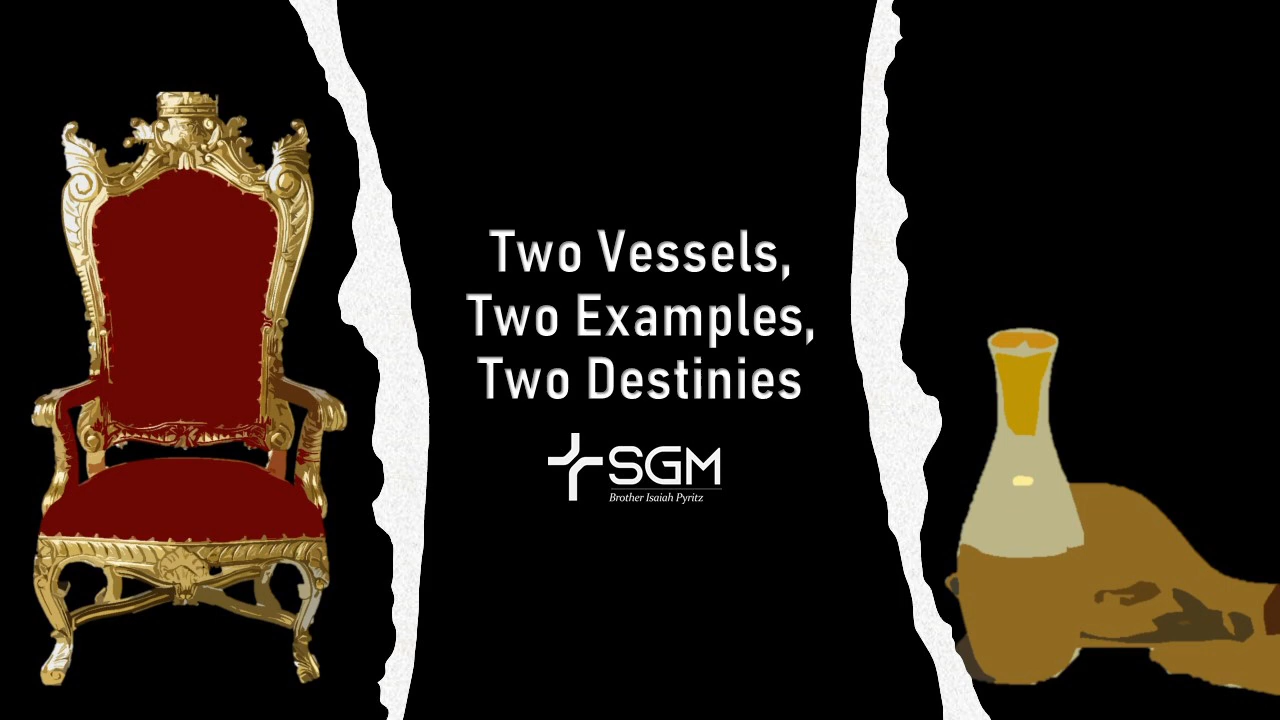 Two Vessels,
Two Examples,
Two Destinies
SGM
Brother Isaiah Pyritz